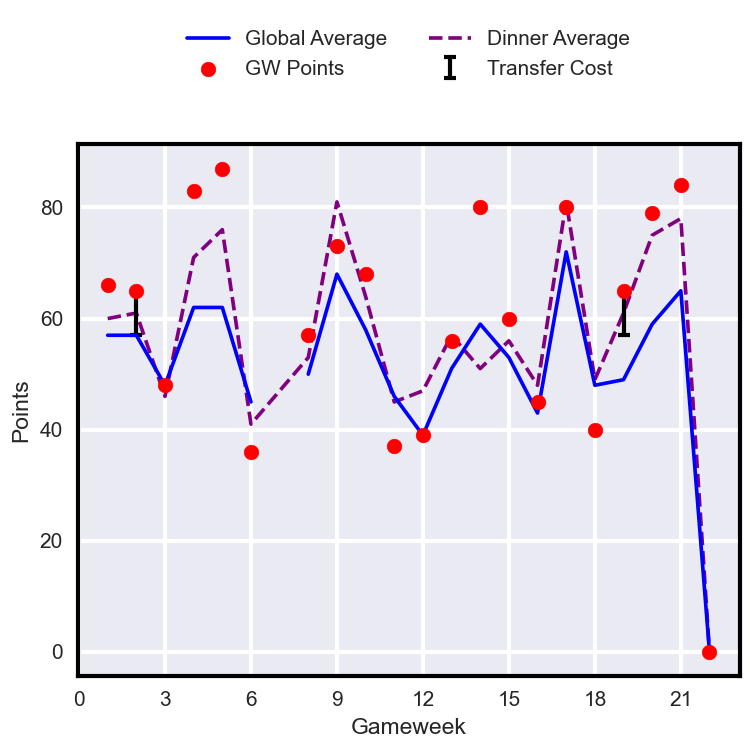 Global Average Dinner Average
GW Points Transfer Cost
80
60
40
20
0
Points
0 3 6 9 12 15 18 21
Gameweek